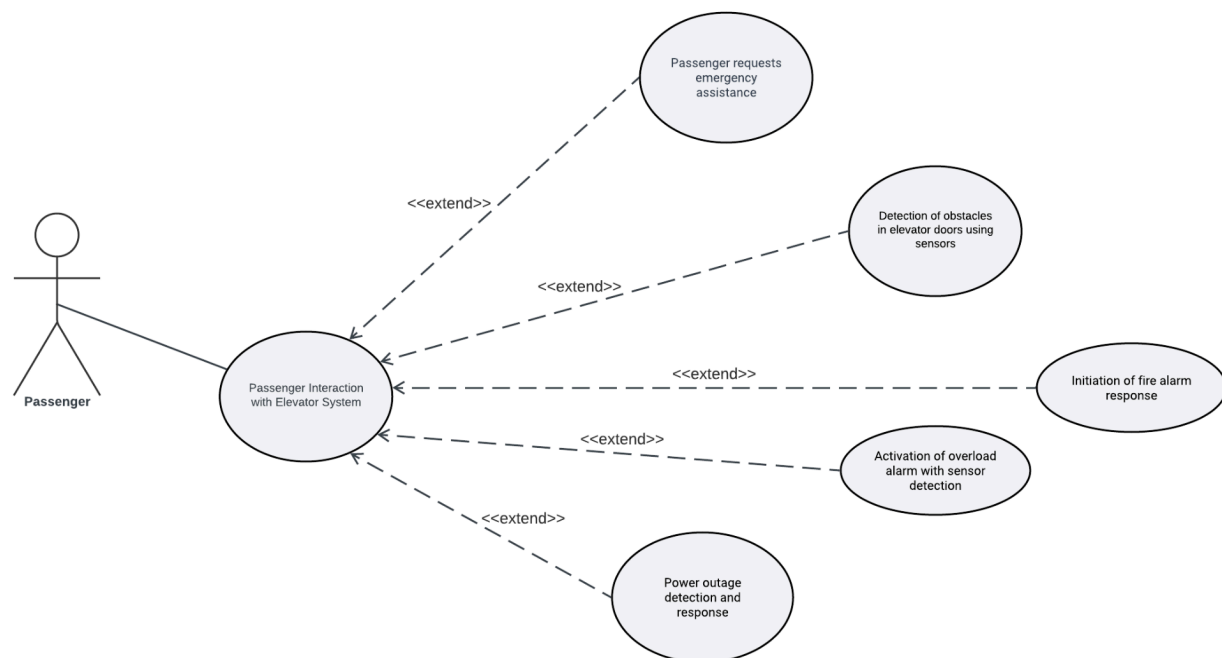 Passenger requests
emergency
assistance
<<extend>>
Detection of obstacles
in elevator doors using
sensors
<<extend>>
<<extend>>
Initiation of fire alarm
response
Passenger Interaction
with Elevator System
Passenger
<<extend>>
Activation of overload
alarm with sensor
detection
<<extend>>
Power outage
detection and
response